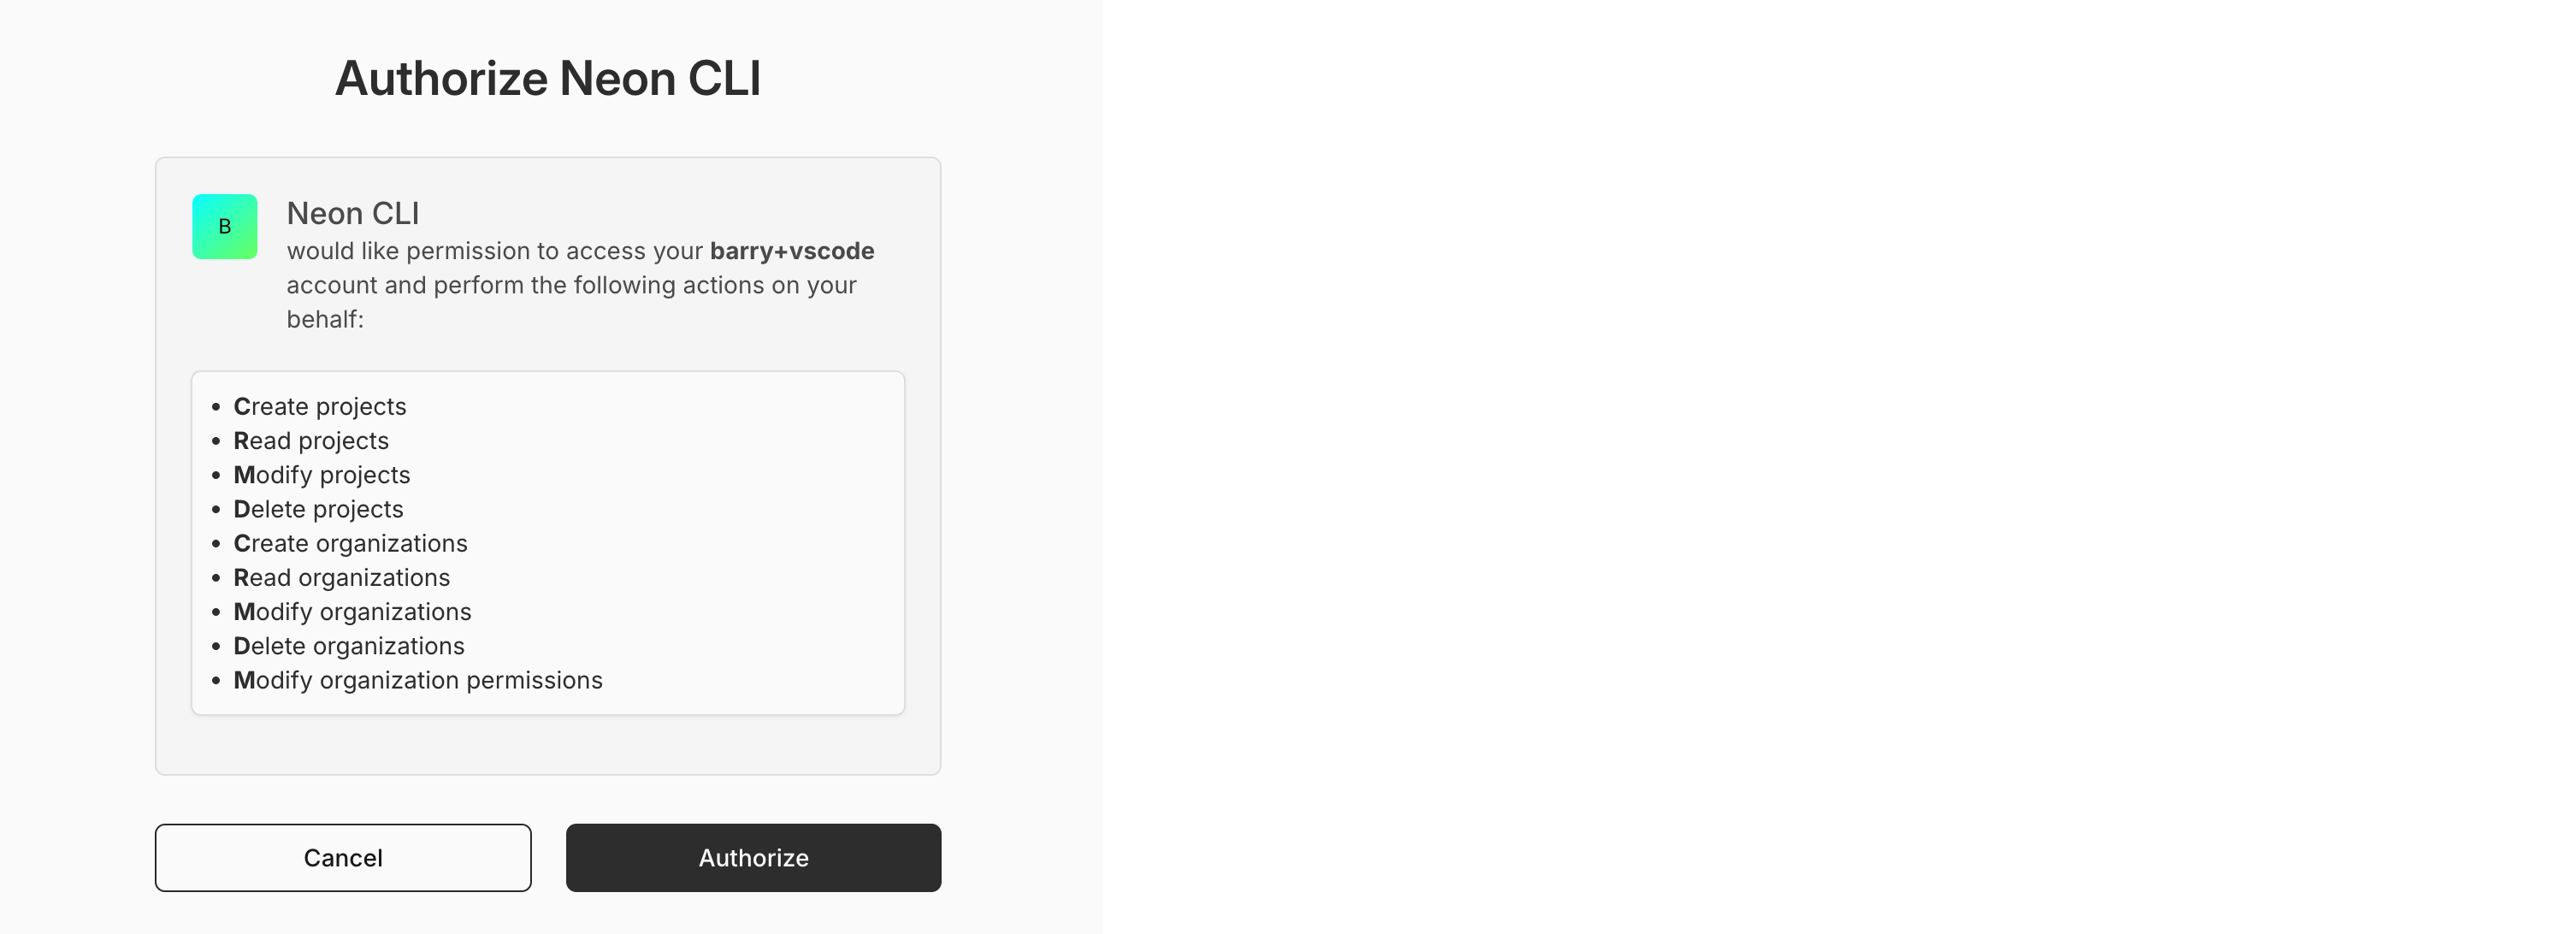 Authorize Neon CLI
B
Neon CLI
would like permission to access your barry+vscode
account and perform the following actions on your
behalf:
• Create projects
• Read projects
• Modify projects
• Delete projects
• Create organizations
• Read organizations
• Modify organizations
• Delete organizations
• Modify organization permissions
Cancel
Authorize